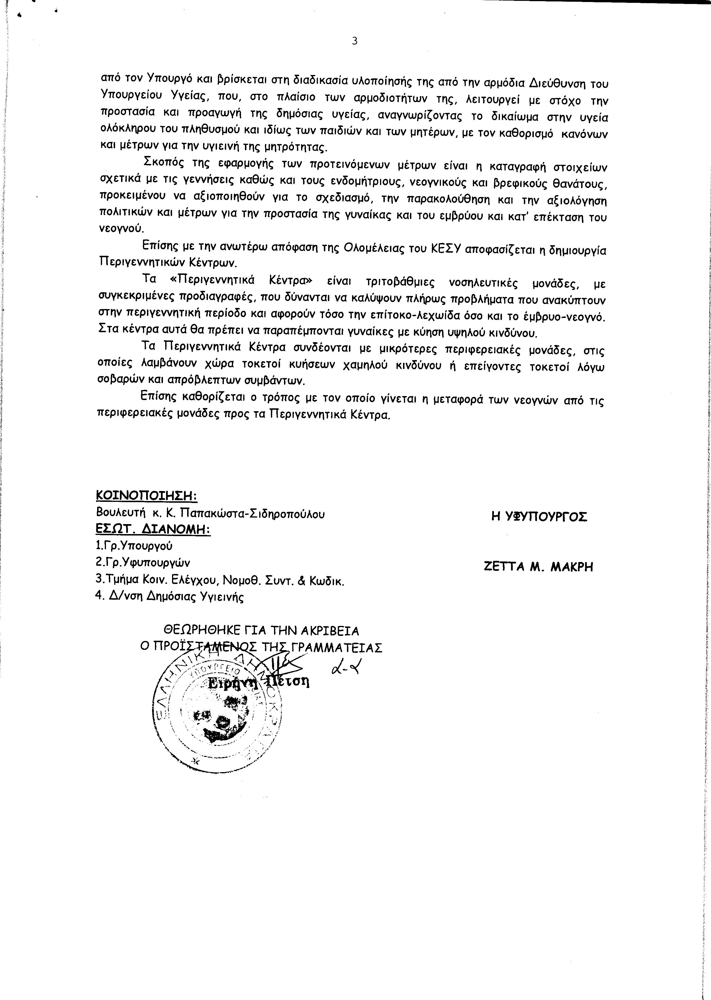 3
από τον Υπουργό και βρίσκεται στη διαδικασία υλοποίησής της από την αρμόδια Διεύθυνση του
Υπουργείου Υγείας, που, στο πλαίσιο των αρμοδιοτήτων της, λειτουργεί με στόχο την
προστασία και προαγωγή της δημόσιας υγείας, αναγνωρίζοντας το δικαίωμα στην υγεία
ολόκληρου του πληθυσμού και ιδίως των παιδιών και των μητέρων, με τον καθορισμό κανόνων
και μέτρων για την υγιεινή της μητρότητας.
Σκοπός της εφαρμογής των προτεινόμενων μέτρων είναι η καταγραφή στοιχείων
σχετικά με τις γεννήσεις καθώς και τους ενδομήτριους, νεογνικούς και βρεφικούς θανάτους,
προκειμένου να αξιοποιηθούν για το σχεδιασμό, την παρακολούθηση και την αξιολόγηση
πολιτικών και μέτρων για την προστασία της γυναίκας και του εμβρύου και κατ' επέκταση του
νεογνού.
Επίσης με την ανωτέρω απόφαση της Ολομέλειας του ΚΕΣΥ αποφασίζεται η δημιουργία
Περιγεννητικών Κέντρων.
Τα «Περιγεννητικά Κέντρα» είναι τριτοβάθμιες νοσηλευτικές μονάδες, με
συγκεκριμένες προδιαγραφές, που δύνανται να καλύψουν πλήρως προβλήματα που ανακύπτουν
στην περιγεννητική περίοδο και αφορούν τόσο την επίτοκο-λεχωίδα όσο και το έμβρυο-νεογνό.
Στα κέντρα αυτά θα πρέπει να παραπέμπονται γυναίκες με κύηση υψηλού κινδύνου.
Τα Περιγεννητικά Κέντρα συνδέονται με μικρότερες περιφερειακές μονάδες, στις
οποίες λαμβάνουν χώρα τοκετοί κυήσεων χαμηλού κινδύνου ή επείγοντες τοκετοί λόγω
σοβαρών και απρόβλεπτων συμβάντων.
Επίσης καθορίζεται ο τρόπος με τον οποίο γίνεται η μεταφορά των νεογνών από τις
περιφερειακές μονάδες προς τα Περιγεννητικά Κέντρα.
ΚΟΙΝΟΠΟΙΗΣΗ:
Βουλευτή κ. Κ. Παπακώστα-Σιδηροπούλου
Η ΥΦΥΠΟΥΡΓΟΣ
ΕΣΩΤ. ΔΙΑΝΟΜΗ:
1.Γρ.Υπουργού
2.Γρ.Υφυπουργών
ΖΕΤΤΑ Μ. ΜΑΚΡΗ
3.Τμήμα Κοιν. Ελέγχου, Νομοθ. Συντ. & Κωδικ.
4. Δ/νση Δημόσιας Υγιεινής
ΘΕΩΡΗΘΗΚΕ ΓΙΑ ΤΗΝ ΑΚΡΙΒΕΙΑ
Ο ΠΡΟΪΣΤΑΜΕΝΟΣ ΤΗΣ ΓΡΑΜΜΑΤΕΙΑΣ
α-α
Ειρήνη Πέτση
ΕΛΛΗΝΙΚΗ ΔΗΜΟΚΡΑΤΙΑ
ΥΠΟΥΡΓΕΙΟ